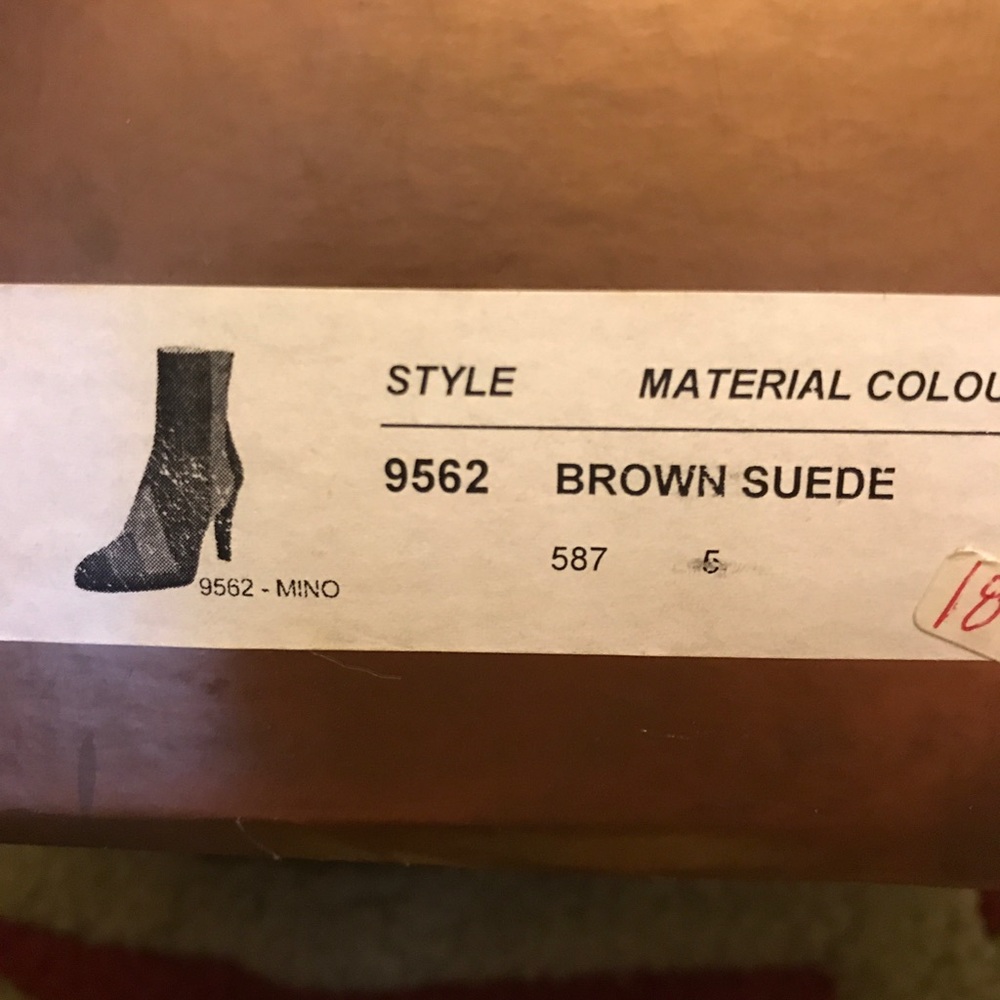 STYLE MATERIAL COLOU
9562 BROWN SUEDE
587 5
9562 - MINO
18